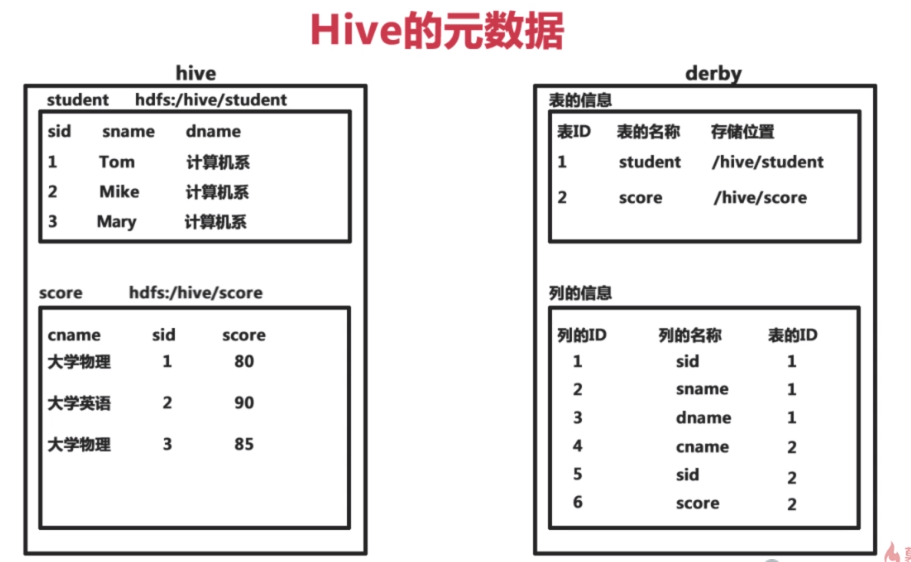 Hive的元数据
hive
student hdfs:/hive/student
sid sname dname
1 Tom 计算机系
2 Mike 计算机系
3 Mary 计算机系
score hdfs:/hive/score
cname sid score
大学物理 1 80
大学英语 2 90
大学物理 3 85
derby
表的信息
表ID 表的名称 存储位置
1 student /hive/student
2 score /hive/score
列的信息
列的ID 列的名称 表的ID
1 sid 1
2 sname 1
3 dname 1
4 cname 2
5 sid 2
6 score 2